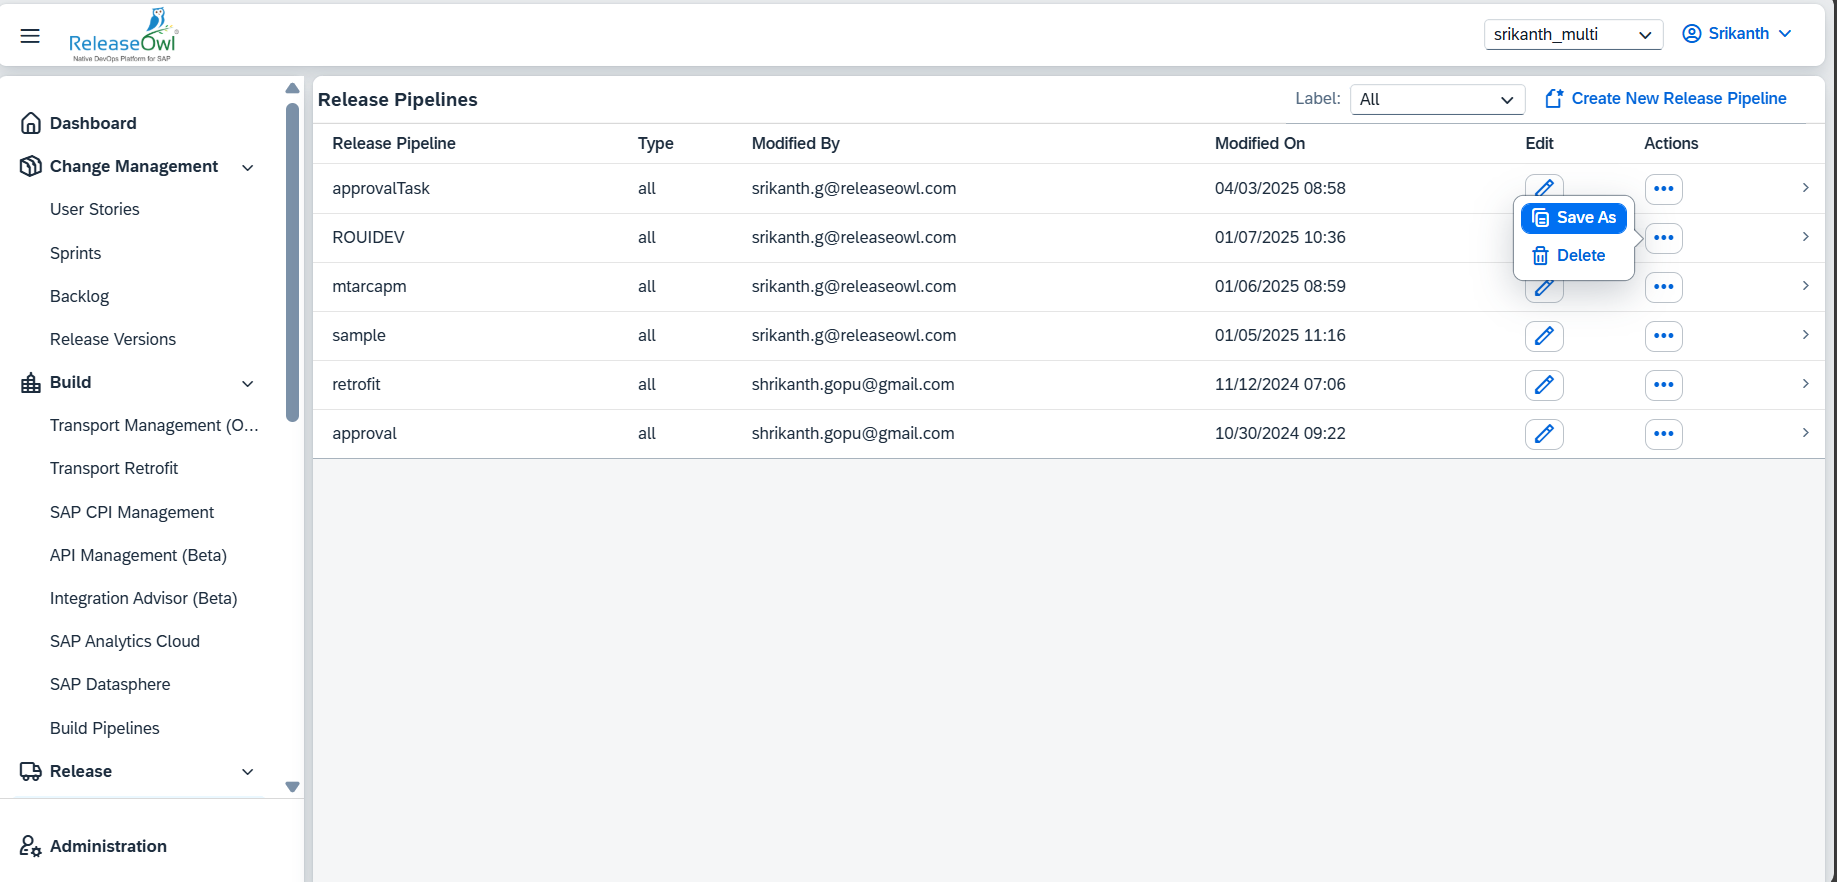 ReleaseOwl
Native DevOps Platform for SAP
srikanth_multi
Srikanth
Dashboard
Change Management
User Stories
Sprints
Backlog
Release Versions
Build
Transport Management (O...
Transport Retrofit
SAP CPI Management
API Management (Beta)
Integration Advisor (Beta)
SAP Analytics Cloud
SAP Datasphere
Build Pipelines
Release
Administration
Release Pipelines
Label: All
Create New Release Pipeline
Release Pipeline Type Modified By Modified On Edit Actions
approvalTask all srikanth.g@releaseowl.com 04/03/2025 08:58
ROUIDEV all srikanth.g@releaseowl.com 01/07/2025 10:36
mtarcapm all srikanth.g@releaseowl.com 01/06/2025 08:59
sample all srikanth.g@releaseowl.com 01/05/2025 11:16
retrofit all shrikanth.gopu@gmail.com 11/12/2024 07:06
approval all shrikanth.gopu@gmail.com 10/30/2024 09:22
Save As
Delete